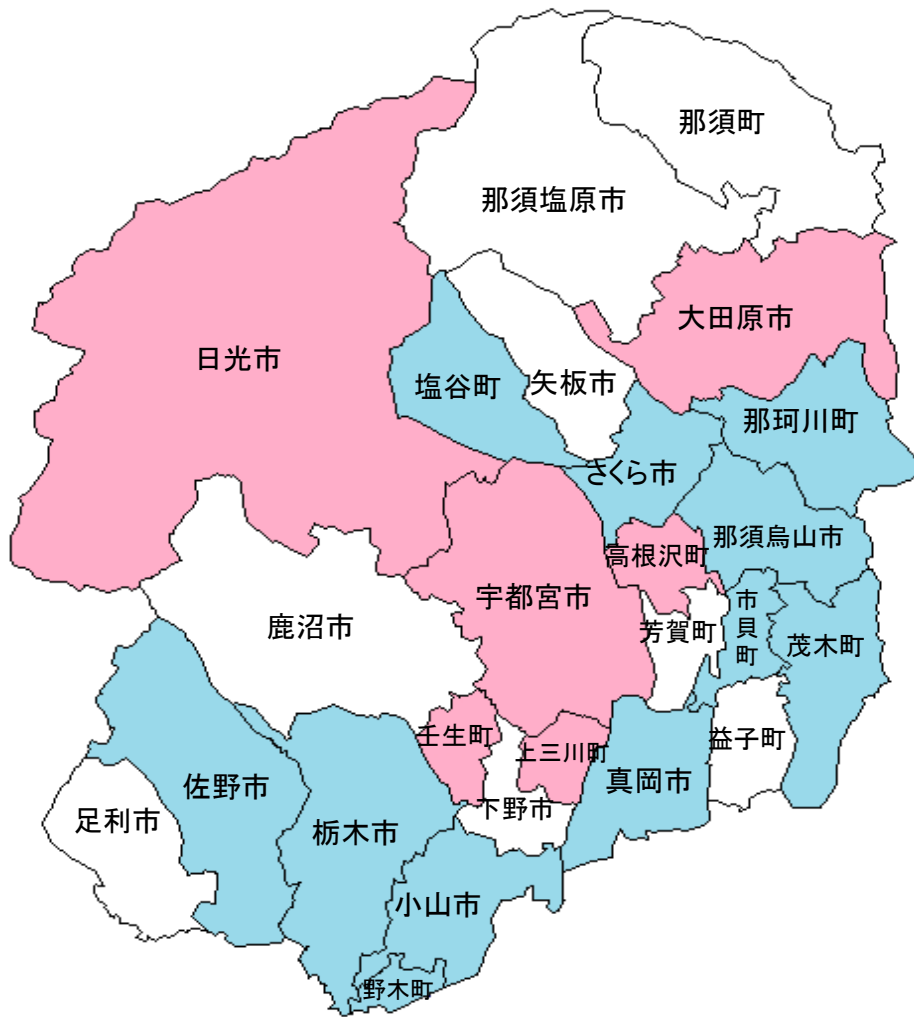 那須町
那須塩原市
大田原市
日光市
矢板市
塩谷町
那珂川町
さくら市
那須烏山市
高根沢町
宇都宮市
市貝町
鹿沼市
芳賀町
茂木町
壬生町
上三川町
益子町
佐野市
真岡市
下野市
足利市
栃木市
小山市
野木町